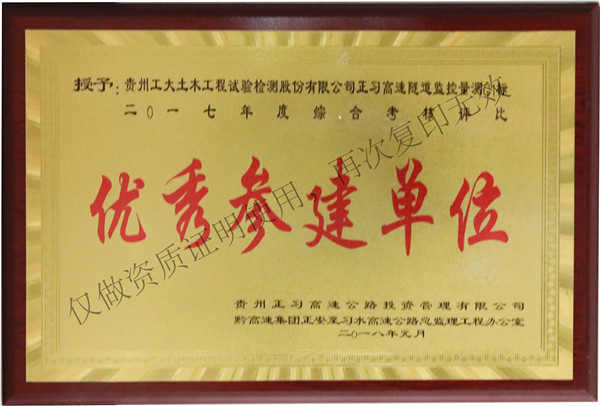 授予：贵州工大土木工程试验检测股份有限公司正习高速隧道监控量测标
二〇一七年度综合考核评比
优秀参建单位
贵州正习高速公路投资管理有限公司
黔高速集团正安至习水高速公路总监理工程办公室
二〇一八年元月
仅做资质证明使用，再次复印无效